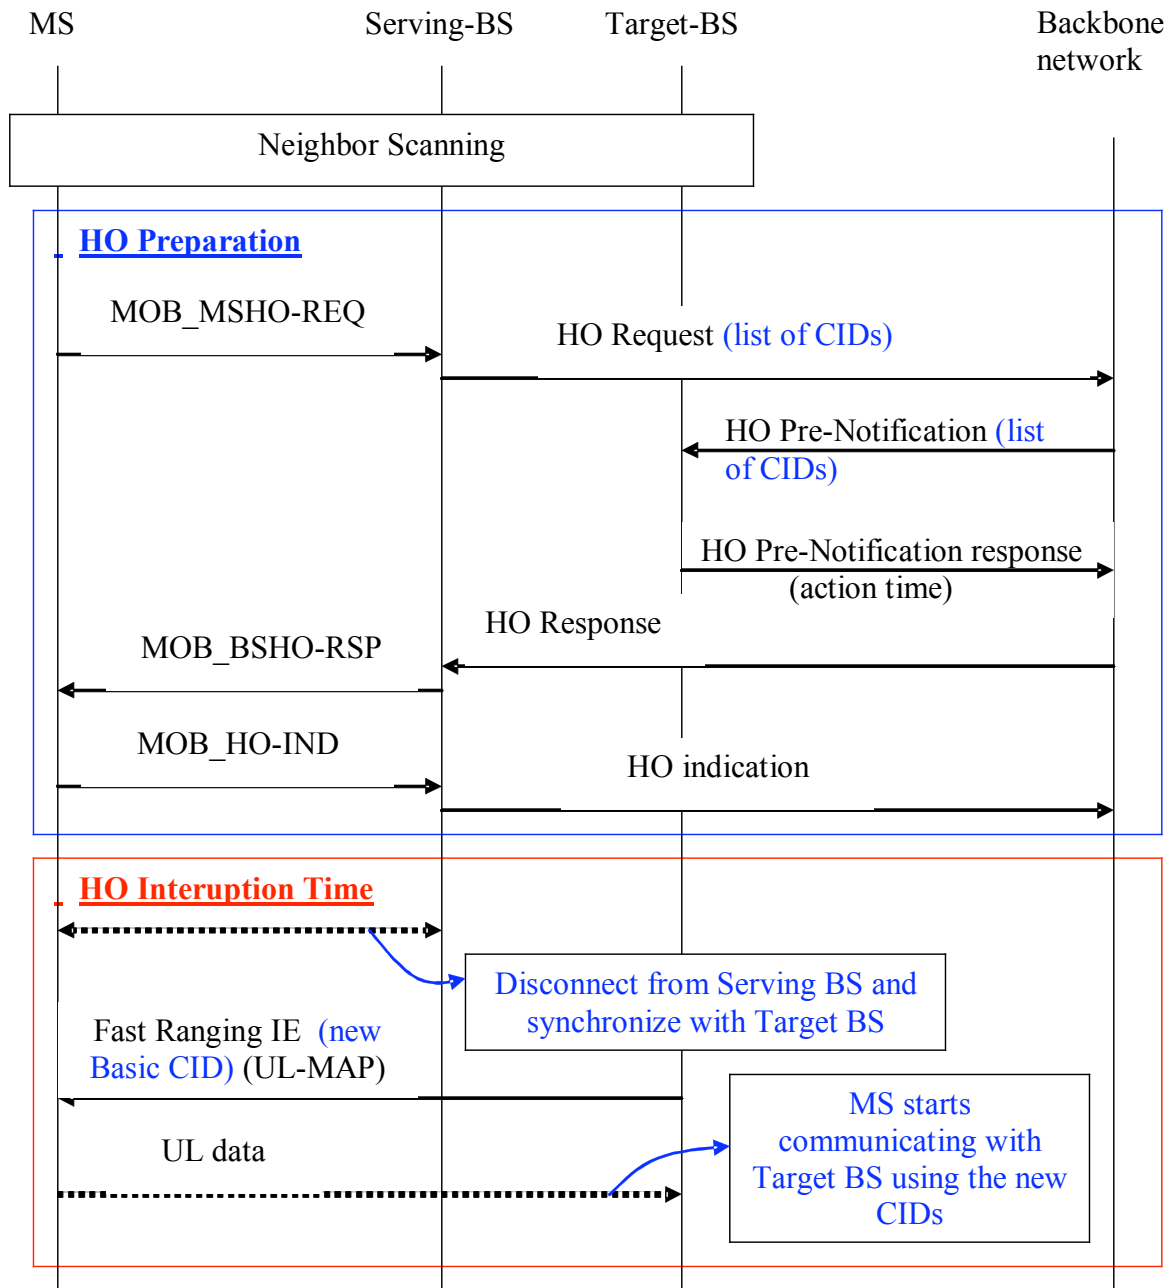 MS
Serving-BS
Target-BS
Backbone
network
Neighbor Scanning
HO Preparation
MOB_MSHO-REQ
HO Request (list of CIDs)
HO Pre-Notification (list
of CIDs)
HO Pre-Notification response
(action time)
HO Response
MOB_BSHO-RSP
MOB_HO-IND
HO indication
HO Interuption Time
Disconnect from Serving BS and
synchronize with Target BS
Fast Ranging IE (new
Basic CID) (UL-MAP)
MS starts
communicating with
Target BS using the new
CIDs
UL data